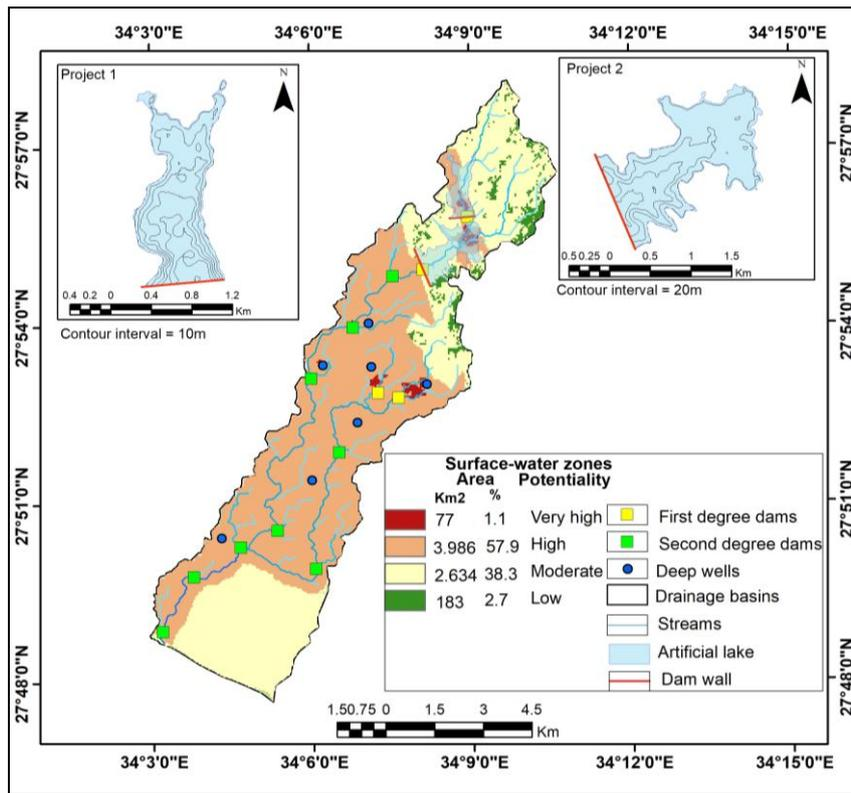 34°3'0"E 34°6'0"E 34°9'0"E 34°12'0"E 34°15'0"E
Project 1
N
0.4 0.2 0 0.4 0.8 1.2
Km
Contour interval = 10m
Project 2
N
0.5 0.25 0 0.5 1 1.5
Km
Contour interval = 20m
27°57'0"N
27°54'0"N
27°51'0"N
27°48'0"N
27°57'0"N
27°54'0"N
27°51'0"N
27°48'0"N
Surface-water zones
Area Potentiality
Km2 %
77 1.1 Very high
3.986 57.9 High
2.634 38.3 Moderate
183 2.7 Low
First degree dams
Second degree dams
Deep wells
Drainage basins
Streams
Artificial lake
Dam wall
1.50.75 0 1.5 3 4.5
Km
34°3'0"E 34°6'0"E 34°9'0"E 34°12'0"E 34°15'0"E